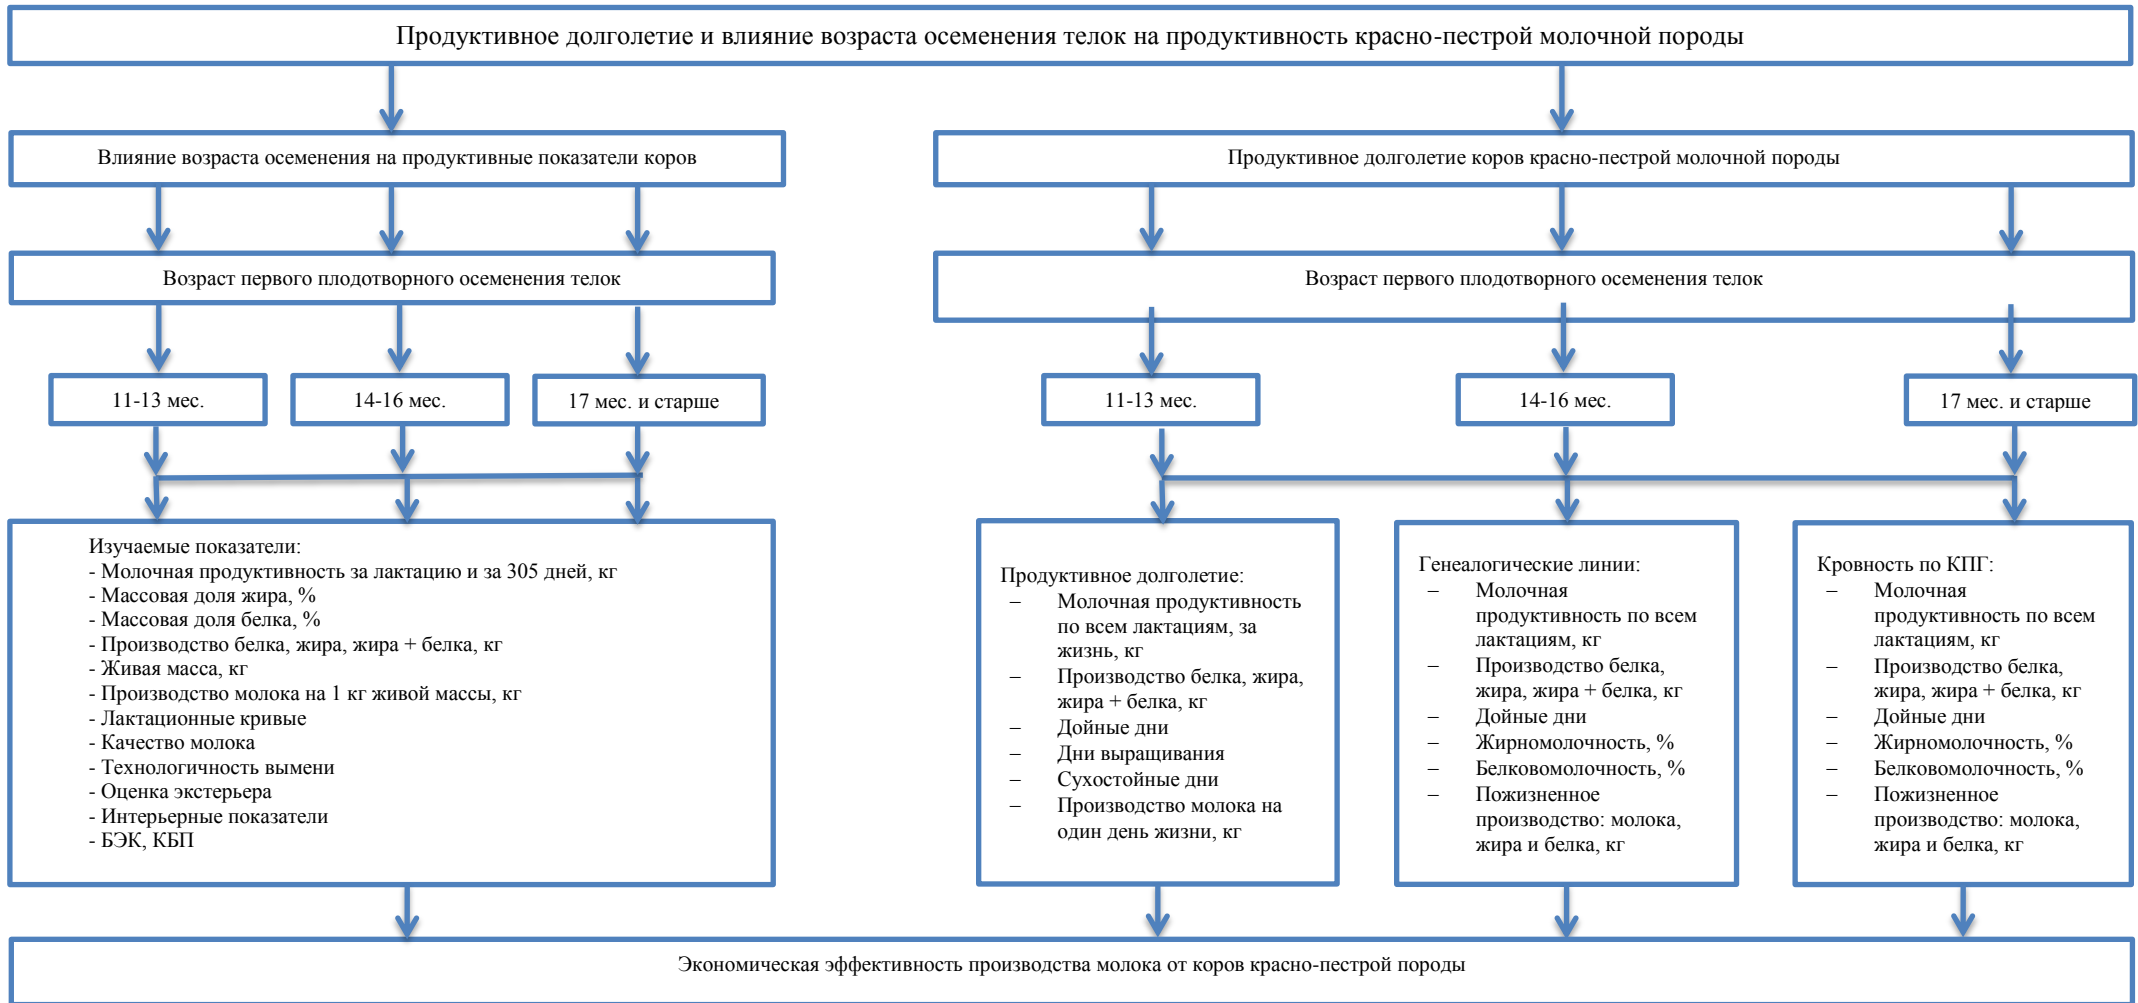 Продуктивное долголетие и влияние возраста осеменения телок на продуктивность красно-пестрой молочной породы
Влияние возраста осеменения на продуктивные показатели коров
Продуктивное долголетие коров красно-пестрой молочной породы
Возраст первого плодотворного осеменения телок
Возраст первого плодотворного осеменения телок
11-13 мес.
14-16 мес.
17 мес. и старше
11-13 мес.
14-16 мес.
17 мес. и старше
Изучаемые показатели:
- Молочная продуктивность за лактацию и за 305 дней, кг
- Массовая доля жира, %
- Массовая доля белка, %
- Производство белка, жира, жира + белка, кг
- Живая масса, кг
- Производство молока на 1 кг живой массы, кг
- Лактационные кривые
- Качество молока
- Технологичность вымени
- Оценка экстерьера
- Интерьерные показатели
- БЭК, КБП
Продуктивное долголетие:
– Молочная продуктивность
по всем лактациям, за
жизнь, кг
– Производство белка, жира,
жира + белка, кг
– Дойные дни
– Дни выращивания
– Сухостойные дни
– Производство молока на
один день жизни, кг
Генеалогические линии:
– Молочная
продуктивность по всем
лактациям, кг
– Производство белка,
жира, жира + белка, кг
– Дойные дни
– Жирномолочность, %
– Белковомолочность, %
– Пожизненное
производство: молока,
жира и белка, кг
Кровность по КПГ:
– Молочная
продуктивность по всем
лактациям, кг
– Производство белка,
жира, жира + белка, кг
– Дойные дни
– Жирномолочность, %
– Белковомолочность, %
– Пожизненное
производство: молока,
жира и белка, кг
Экономическая эффективность производства молока от коров красно-пестрой породы